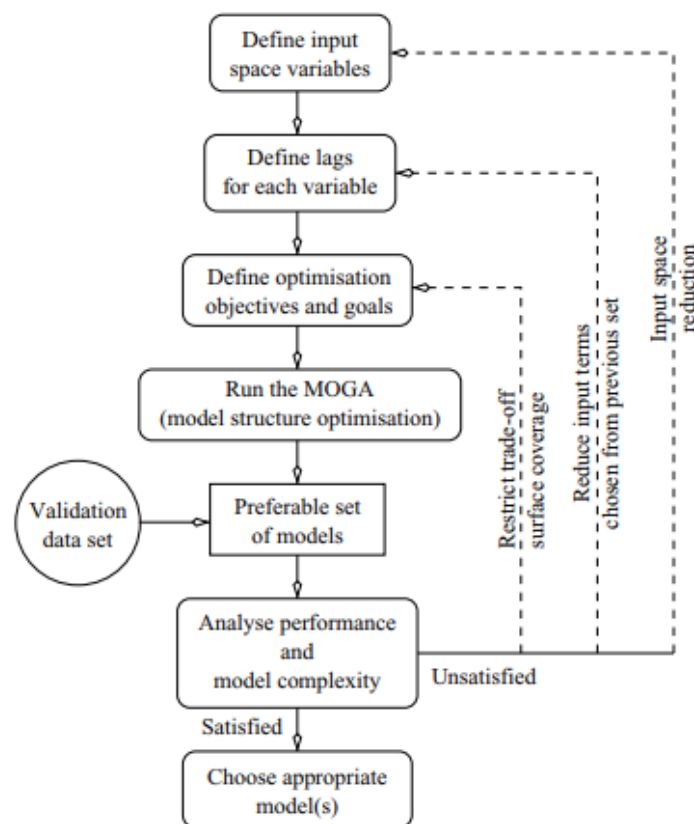 Define input
space variables
Define lags
for each variable
Define optimisation
objectives and goals
Run the MOGA
(model structure optimisation)
Validation
data set
Preferable set
of models
Analyse performance
and
model complexity
Unsatisfied
Satisfied
Choose appropriate
model(s)
Restrict trade-off
surface coverage
Reduce input terms
chosen from previous set
Input space
reduction